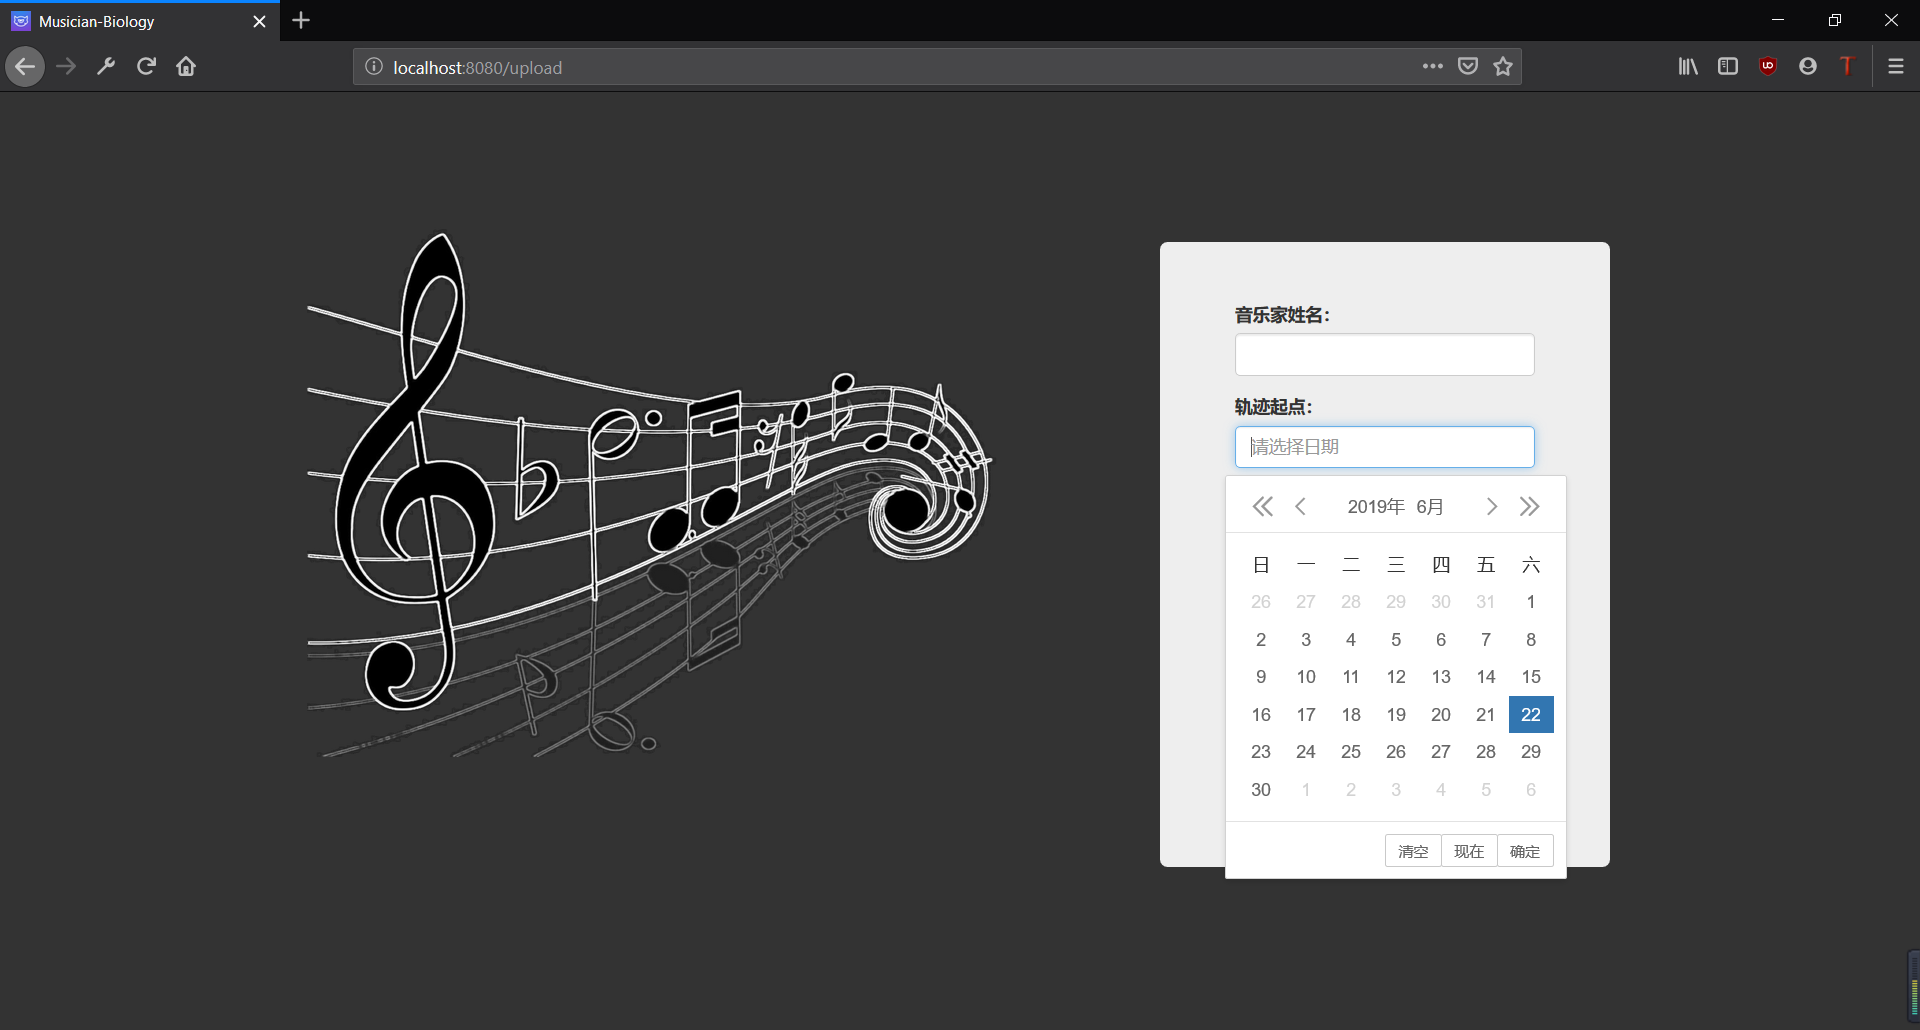 Musician-Biology
localhost:8080/upload
音乐家姓名:
轨迹起点:
请选择日期
2019年 6月
日 一 二 三 四 五 六
26 27 28 29 30 31 1
2 3 4 5 6 7 8
9 10 11 12 13 14 15
16 17 18 19 20 21 22
23 24 25 26 27 28 29
30 1 2 3 4 5 6
清空 现在 确定